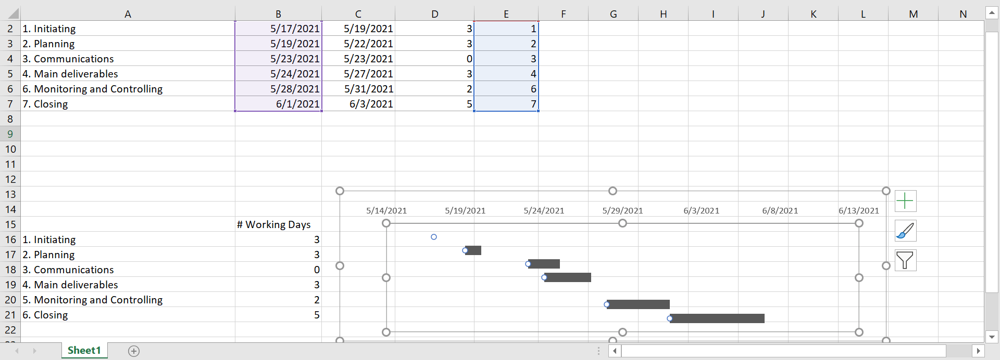 A B C D E F G H I J K L M N
2 1. Initiating 5/17/2021 5/19/2021 3 1
3 2. Planning 5/19/2021 5/22/2021 3 2
4 3. Communications 5/23/2021 5/23/2021 0 3
5 4. Main deliverables 5/24/2021 5/27/2021 3 4
6 6. Monitoring and Controlling 5/28/2021 5/31/2021 2 6
7 7. Closing 6/1/2021 6/3/2021 5 7
8
9
10
11
12
13
14 5/14/2021 5/19/2021 5/24/2021 5/29/2021 6/3/2021 6/8/2021 6/13/2021
15 # Working Days
16 1. Initiating 3
17 2. Planning 3
18 3. Communications 0
19 4. Main deliverables 3
20 5. Monitoring and Controlling 2
21 6. Closing 5
22
Sheet1